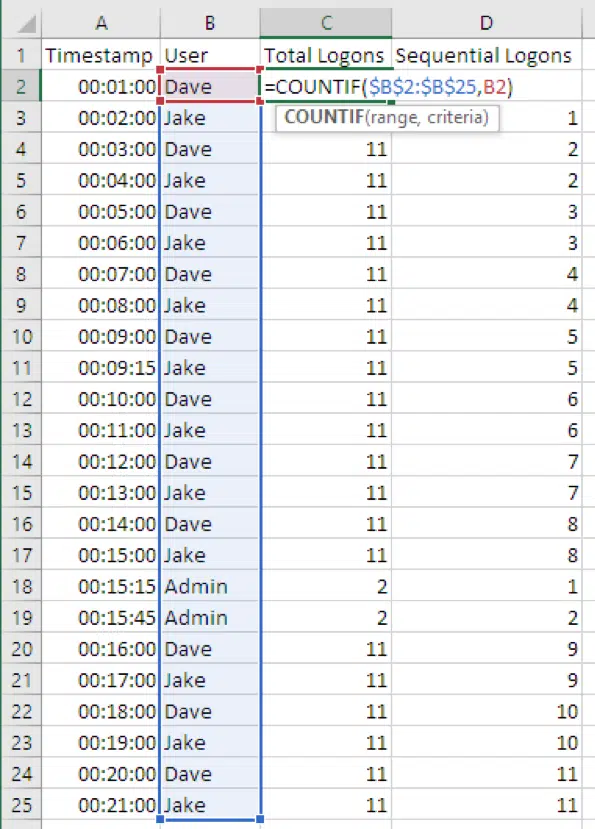 A B C D
1 Timestamp User Total Logons Sequential Logons
2 00:01:00 Dave =COUNTIF($B$2:$B$25,B2)
3 00:02:00 Jake COUNTIF(range, criteria) 1
4 00:03:00 Dave 11 2
5 00:04:00 Jake 11 2
6 00:05:00 Dave 11 3
7 00:06:00 Jake 11 3
8 00:07:00 Dave 11 4
9 00:08:00 Jake 11 4
10 00:09:00 Dave 11 5
11 00:09:15 Jake 11 5
12 00:10:00 Dave 11 6
13 00:11:00 Jake 11 6
14 00:12:00 Dave 11 7
15 00:13:00 Jake 11 7
16 00:14:00 Dave 11 8
17 00:15:00 Jake 11 8
18 00:15:15 Admin 2 1
19 00:15:45 Admin 2 2
20 00:16:00 Dave 11 9
21 00:17:00 Jake 11 9
22 00:18:00 Dave 11 10
23 00:19:00 Jake 11 10
24 00:20:00 Dave 11 11
25 00:21:00 Jake 11 11